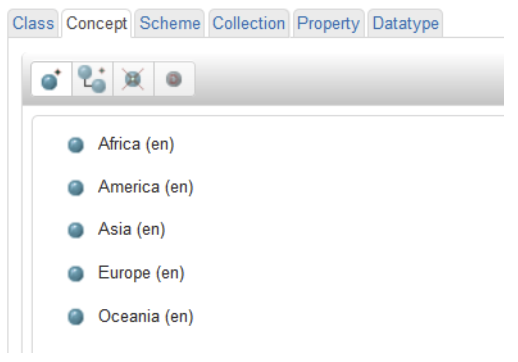 Class Concept Scheme Collection Property Datatype
Africa (en)
America (en)
Asia (en)
Europe (en)
Oceania (en)